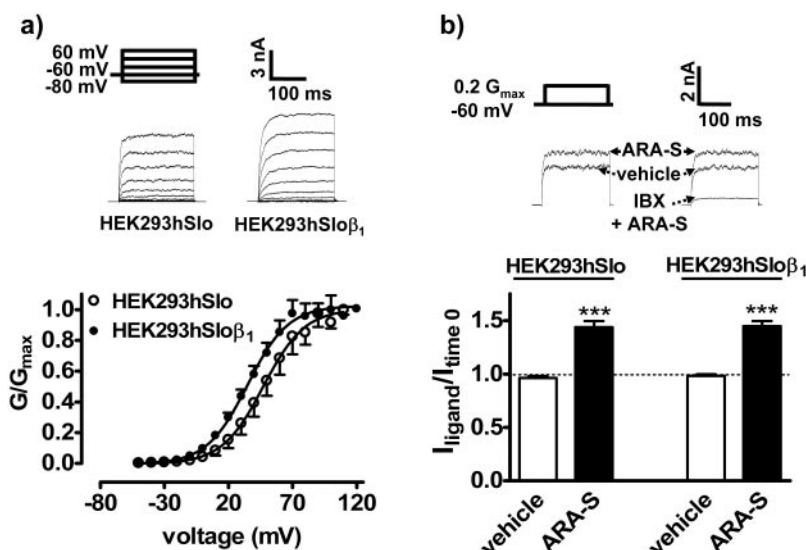 a)
60 mV
-60 mV
-80 mV
3 nA
100 ms
HEK293hSlo
HEK293hSloβ1
G/Gmax
1.0
0.8
0.6
0.4
0.2
0.0
HEK293hSlo
HEK293hSloβ1
-80
-30
20
70
120
voltage (mV)
b)
0.2 Gmax
-60 mV
2 nA
100 ms
ARA-S
vehicle
IBX
+ ARA-S
HEK293hSlo
HEK293hSloβ1
Iligand/Itime 0
1.5
1.0
0.5
0.0
***
***
vehicle
ARA-S
vehicle
ARA-S